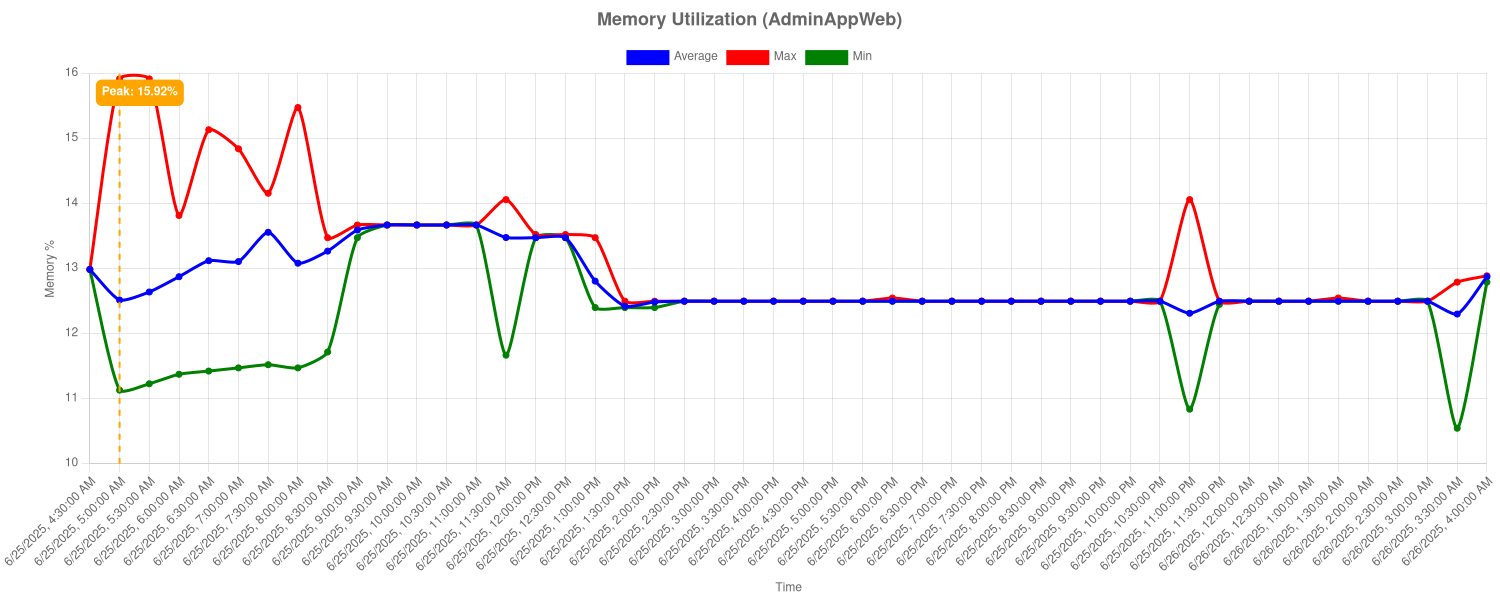 Memory Utilization (AdminAppWeb)
Average Max Min
16
Peak: 15.92%
15
14
13
12
11
10
Memory %
6/25/2025, 4:30:00 AM
6/25/2025, 5:00:00 AM
6/25/2025, 5:30:00 AM
6/25/2025, 6:00:00 AM
6/25/2025, 6:30:00 AM
6/25/2025, 7:00:00 AM
6/25/2025, 7:30:00 AM
6/25/2025, 8:00:00 AM
6/25/2025, 8:30:00 AM
6/25/2025, 9:00:00 AM
6/25/2025, 9:30:00 AM
6/25/2025, 10:00:00 AM
6/25/2025, 10:30:00 AM
6/25/2025, 11:00:00 AM
6/25/2025, 11:30:00 AM
6/25/2025, 12:00:00 PM
6/25/2025, 12:30:00 PM
6/25/2025, 1:00:00 PM
6/25/2025, 1:30:00 PM
6/25/2025, 2:00:00 PM
6/25/2025, 2:30:00 PM
6/25/2025, 3:00:00 PM
6/25/2025, 3:30:00 PM
6/25/2025, 4:00:00 PM
6/25/2025, 4:30:00 PM
6/25/2025, 5:00:00 PM
6/25/2025, 5:30:00 PM
6/25/2025, 6:00:00 PM
6/25/2025, 6:30:00 PM
6/25/2025, 7:00:00 PM
6/25/2025, 7:30:00 PM
6/25/2025, 8:00:00 PM
6/25/2025, 8:30:00 PM
6/25/2025, 9:00:00 PM
6/25/2025, 9:30:00 PM
6/25/2025, 10:00:00 PM
6/25/2025, 10:30:00 PM
6/25/2025, 11:00:00 PM
6/25/2025, 11:30:00 PM
6/26/2025, 12:00:00 AM
6/26/2025, 12:30:00 AM
6/26/2025, 1:00:00 AM
6/26/2025, 1:30:00 AM
6/26/2025, 2:00:00 AM
6/26/2025, 2:30:00 AM
6/26/2025, 3:00:00 AM
6/26/2025, 3:30:00 AM
6/26/2025, 4:00:00 AM
Time